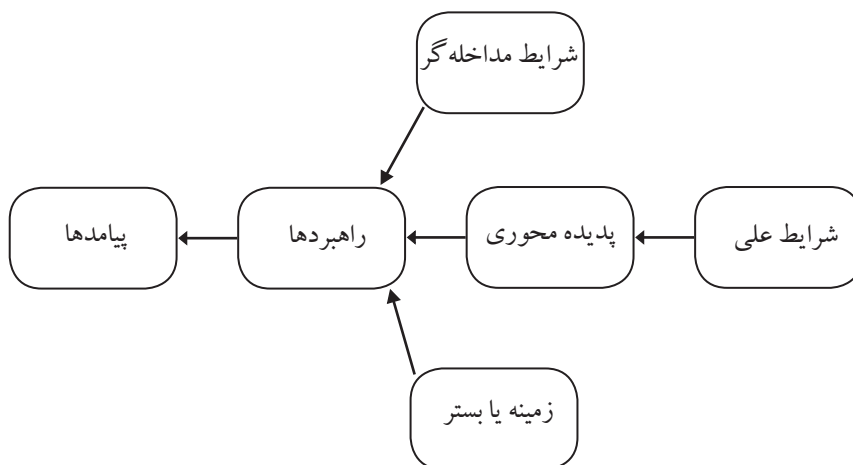 شرایط مداخله‌گر
شرایط علی
پدیده محوری
راهبردها
پیامدها
زمینه یا بستر